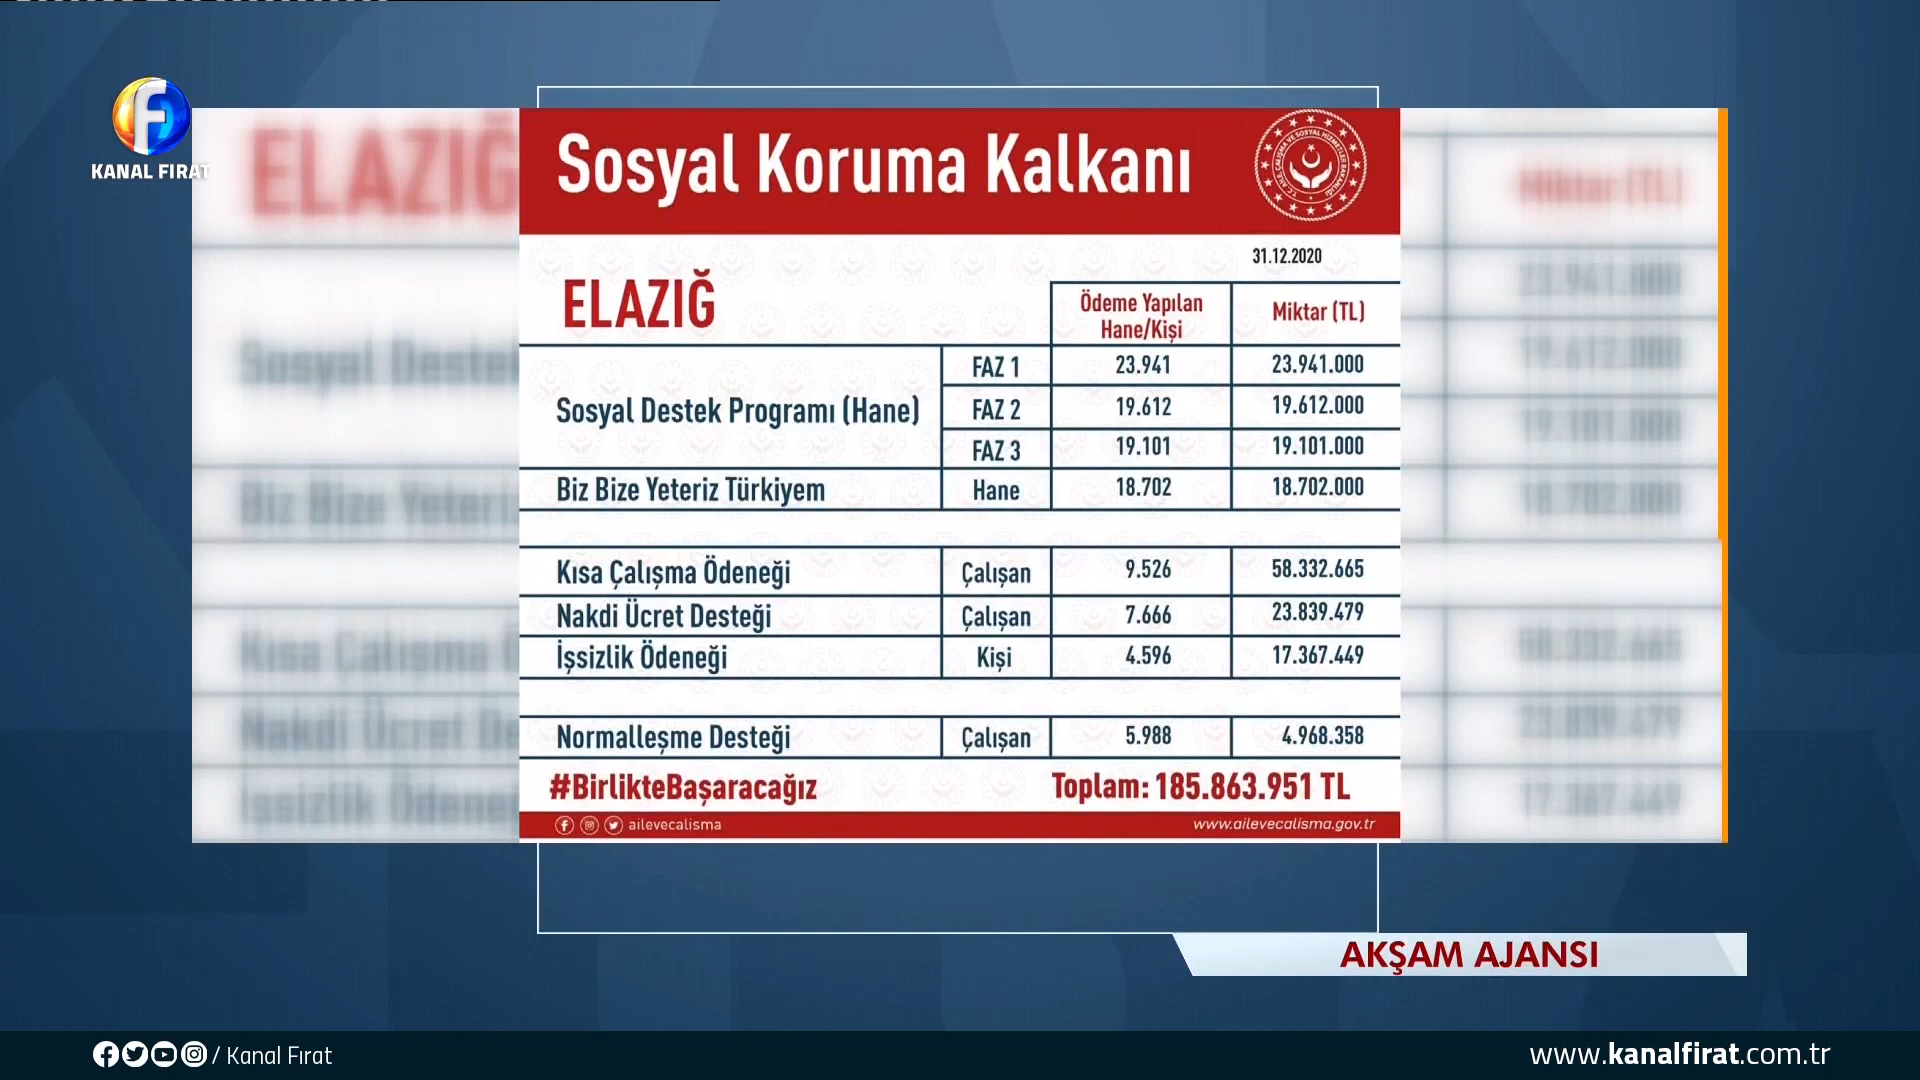 KANAL FIRAT
Sosyal Koruma Kalkanı
31.12.2020
ELAZIĞ
Ödeme Yapılan Hane/Kişi
Miktar (TL)
Sosyal Destek Programı (Hane)
FAZ 1 23.941 23.941.000
FAZ 2 19.612 19.612.000
FAZ 3 19.101 19.101.000
Biz Bize Yeteriz Türkiyem Hane 18.702 18.702.000
Kısa Çalışma Ödeneği Çalışan 9.526 58.332.665
Nakdi Ücret Desteği Çalışan 7.666 23.839.479
İşsizlik Ödeneği Kişi 4.596 17.367.449
Normalleşme Desteği Çalışan 5.988 4.968.358
#BirlikteBaşaracağız Toplam: 185.863.951 TL
ailevecalisma www.ailevecalisma.gov.tr
AKŞAM AJANSI
/ Kanal Fırat www.kanalfirat.com.tr